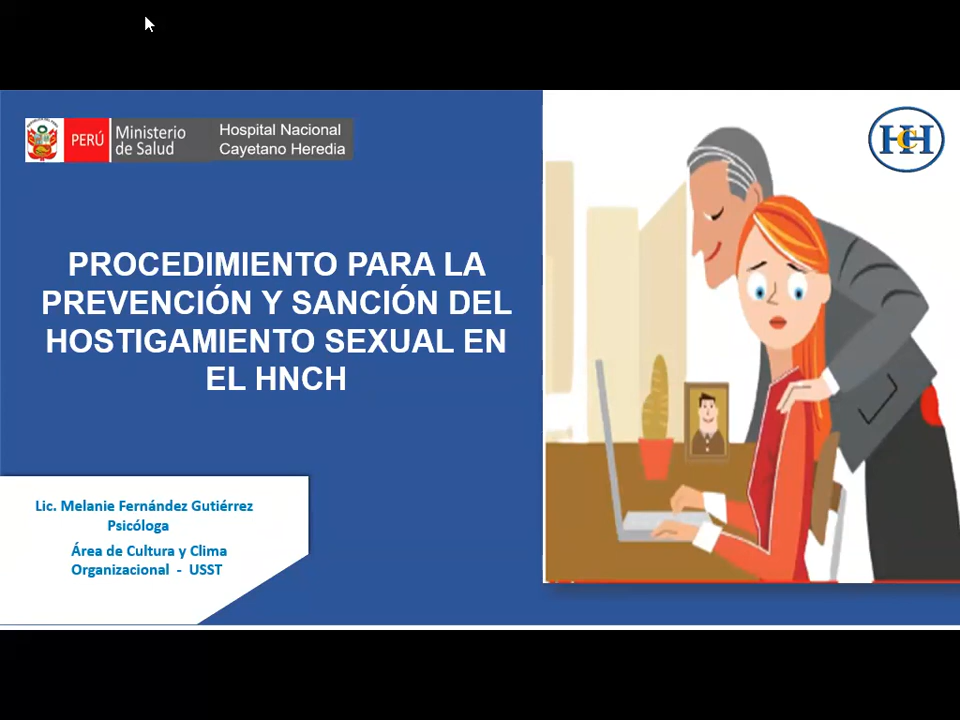 PERÚ
Ministerio
de Salud
Hospital Nacional
Cayetano Heredia
HCH
PROCEDIMIENTO PARA LA
PREVENCIÓN Y SANCIÓN DEL
HOSTIGAMIENTO SEXUAL EN
EL HNCH
Lic. Melanie Fernández Gutiérrez
Psicóloga
Área de Cultura y Clima
Organizacional - USST